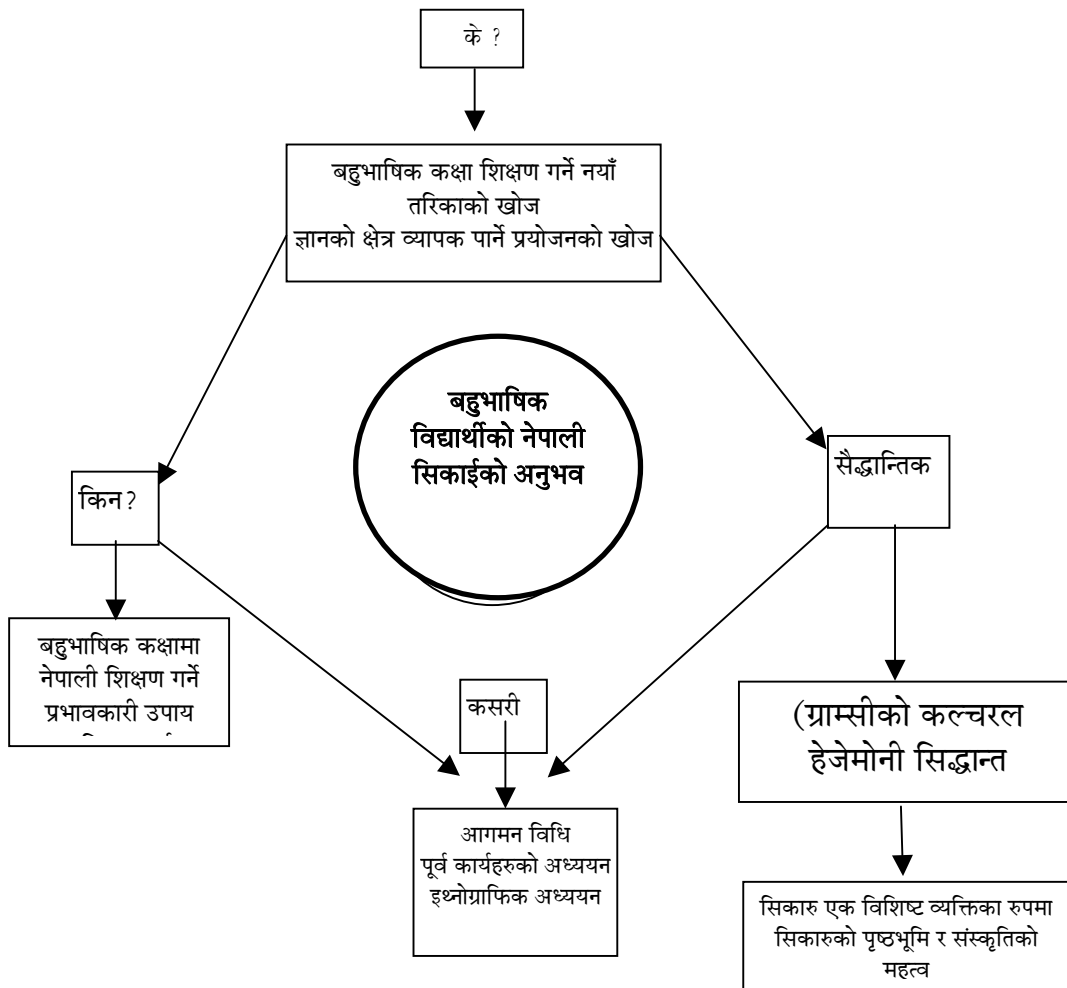 के ?
बहुभाषिक कक्षा शिक्षण गर्ने नयाँ
तरिकाको खोज
ज्ञानको क्षेत्र व्यापक पार्ने प्रयोजनको खोज
बहुभाषिक
विद्यार्थीको नेपाली
सिकाईको अनुभव
किन?
सैद्धान्तिक
बहुभाषिक कक्षामा
नेपाली शिक्षण गर्ने
प्रभावकारी उपाय
कसरी
(ग्राम्सीको कल्चरल
हेजेमोनी सिद्धान्त
आगमन विधि
पूर्व कार्यहरुको अध्ययन
इथ्नोग्राफिक अध्ययन
सिकारु एक विशिष्ट व्यक्तिका रुपमा
सिकारुको पृष्ठभूमि र संस्कृतिको
महत्व